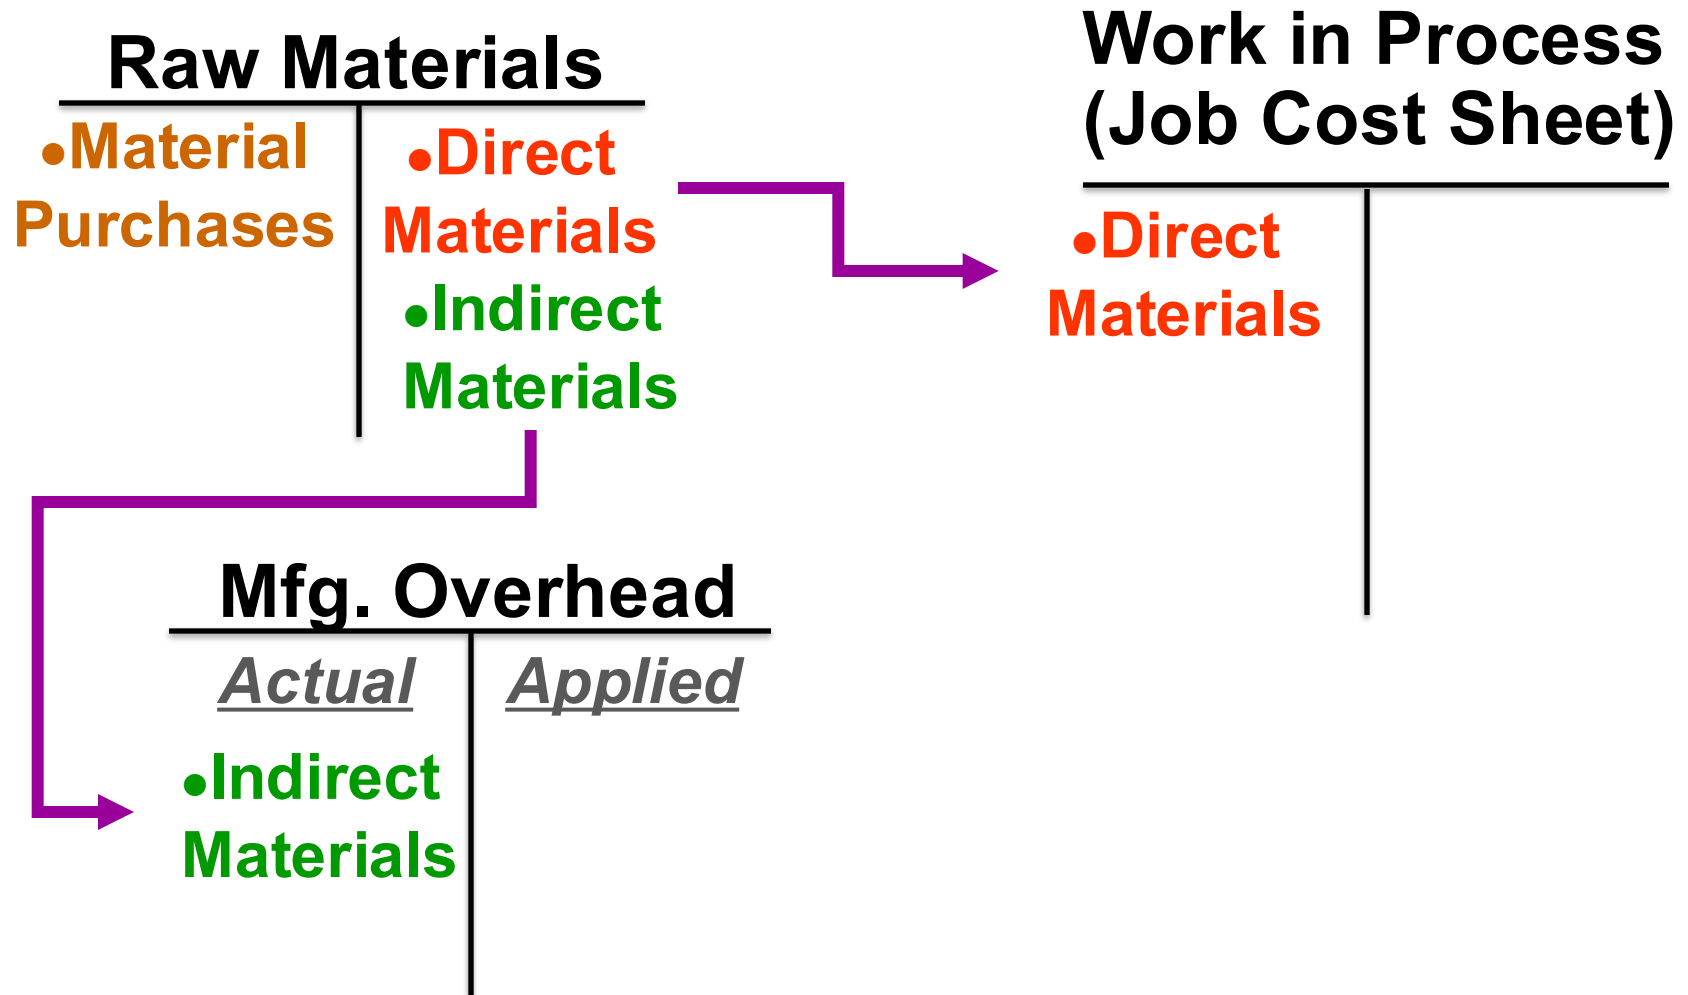 Raw Materials
•Material
Purchases
•Direct
Materials
•Indirect
Materials
Work in Process
(Job Cost Sheet)
•Direct
Materials
Mfg. Overhead
Actual
Applied
•Indirect
Materials